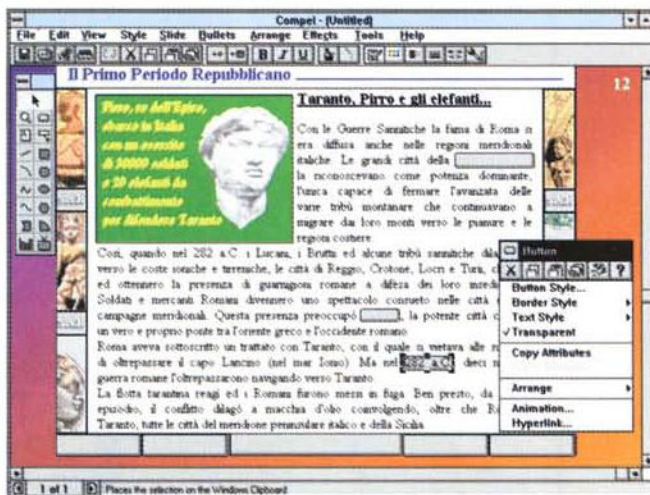 Compel - (Untitled)
File Edit View Style Slide Bullets Arrange Effects Tools Help
B I U
Il Primo Periodo Repubblicano
12
Pirro, re dell'Epiro,
sbarco in Italia
con un esercito
di 30000 soldati
e 20 elefanti da
combattimento
per difendere Taranto
Taranto, Pirro e gli elefanti...
Con le Guerre Sannitiche la fama di Roma si
era diffusa anche nelle regioni meridionali
italiche. Le grandi città della
la riconoscevano come potenza dominante,
l'unica capace di fermare l'avanzata delle
varie tribù montanare che continuavano a
migrare dai loro monti verso le pianure e le
regioni costiere.
Così, quando nel 282 a.C. i Lucani, i Bruttii ed alcune tribù sannitiche
verso le coste ioniche e tirreniche, le città di Reggio, Crotone, Locri e Turii,
ed ottennero la presenza di guarnigioni romane a difesa dei loro
Soldati e mercanti Romani divennero uno spettacolo consueto nelle città
campagne meridionali. Questa presenza preoccupò , la potente città
un vero e proprio ponte tra l'oriente greco e l'occidente romano.
Roma aveva sottoscritto un trattato con Taranto, con il quale si vietava alle
di oltrepassare il capo Lancino (nel mar Ionio). Ma nel 282 a.C. dieci
guerra romane l'oltrepassarono navigando verso Taranto.
La flotta tarantina reagì ed i Romani furono messi in fuga. Ben presto, da
episodio, il conflitto dilagò a macchia d'olio coinvolgendo, oltre che
Taranto, tutte le città del meridione peninsulare italico e della Sicilia.
Button
Button Style...
Border Style
Text Style
Transparent
Copy Attributes
Arrange
Animation...
Hyperlink...
1 of 1 Places the selection on the Windows Clipboard